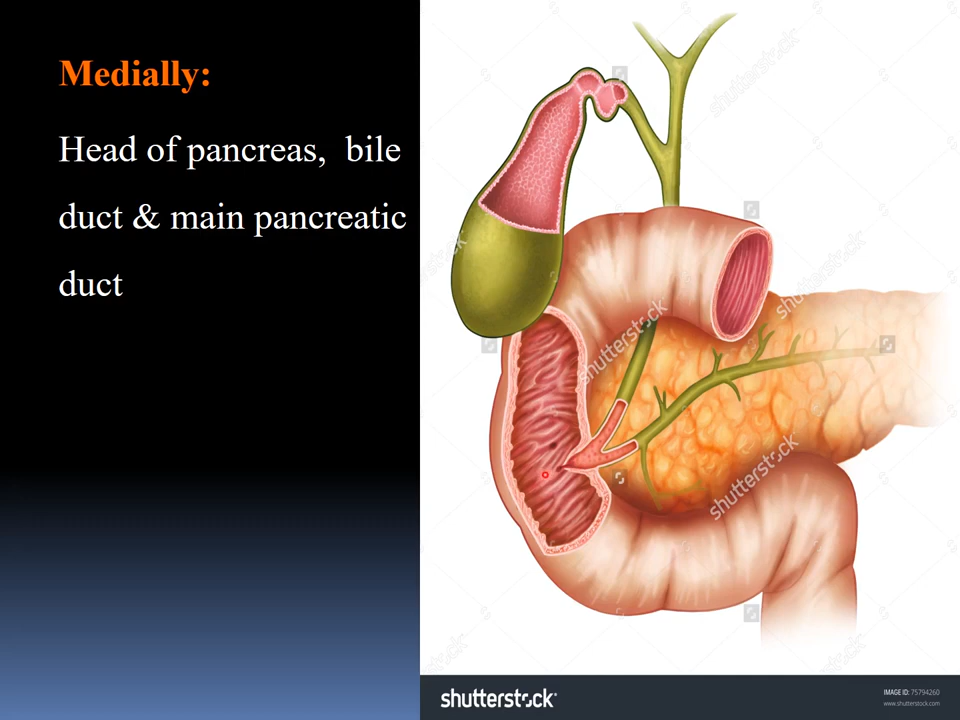 Medially:
Head of pancreas, bile
duct & main pancreatic
duct
shutterstock
shutterstock
shutterstock
shutterstock
shutterstock
shutterstock
IMAGE ID: 75794260
www.shutterstock.com